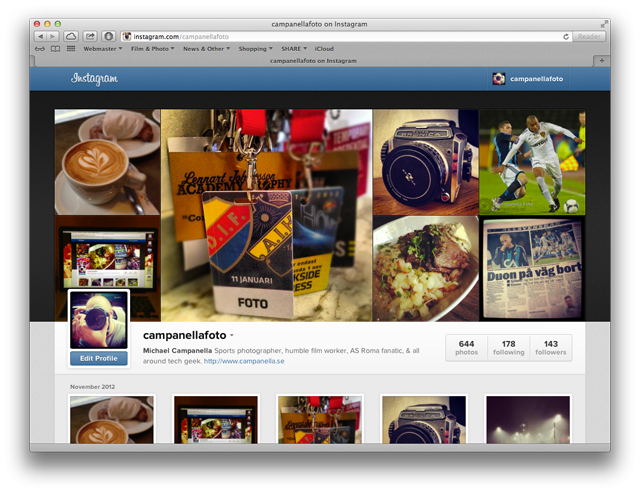 campanellafoto on Instagram
instagram.com/campanellafoto
Reader
Webmaster
Film & Photo
News & Other
Shopping
SHARE
iCloud
campanellafoto on Instagram
Instagram
campanellafoto
Lennart Johansson
ACADEMY TROPHY
D.I.F.
A.I.K
11 JANUARI
FOTO
Duon på väg bort
campanellafoto
Edit Profile
Michael Campanella Sports photographer, humble film worker, AS Roma fanatic, & all
around tech geek. http://www.campanella.se
644
photos
178
following
143
followers
November 2012